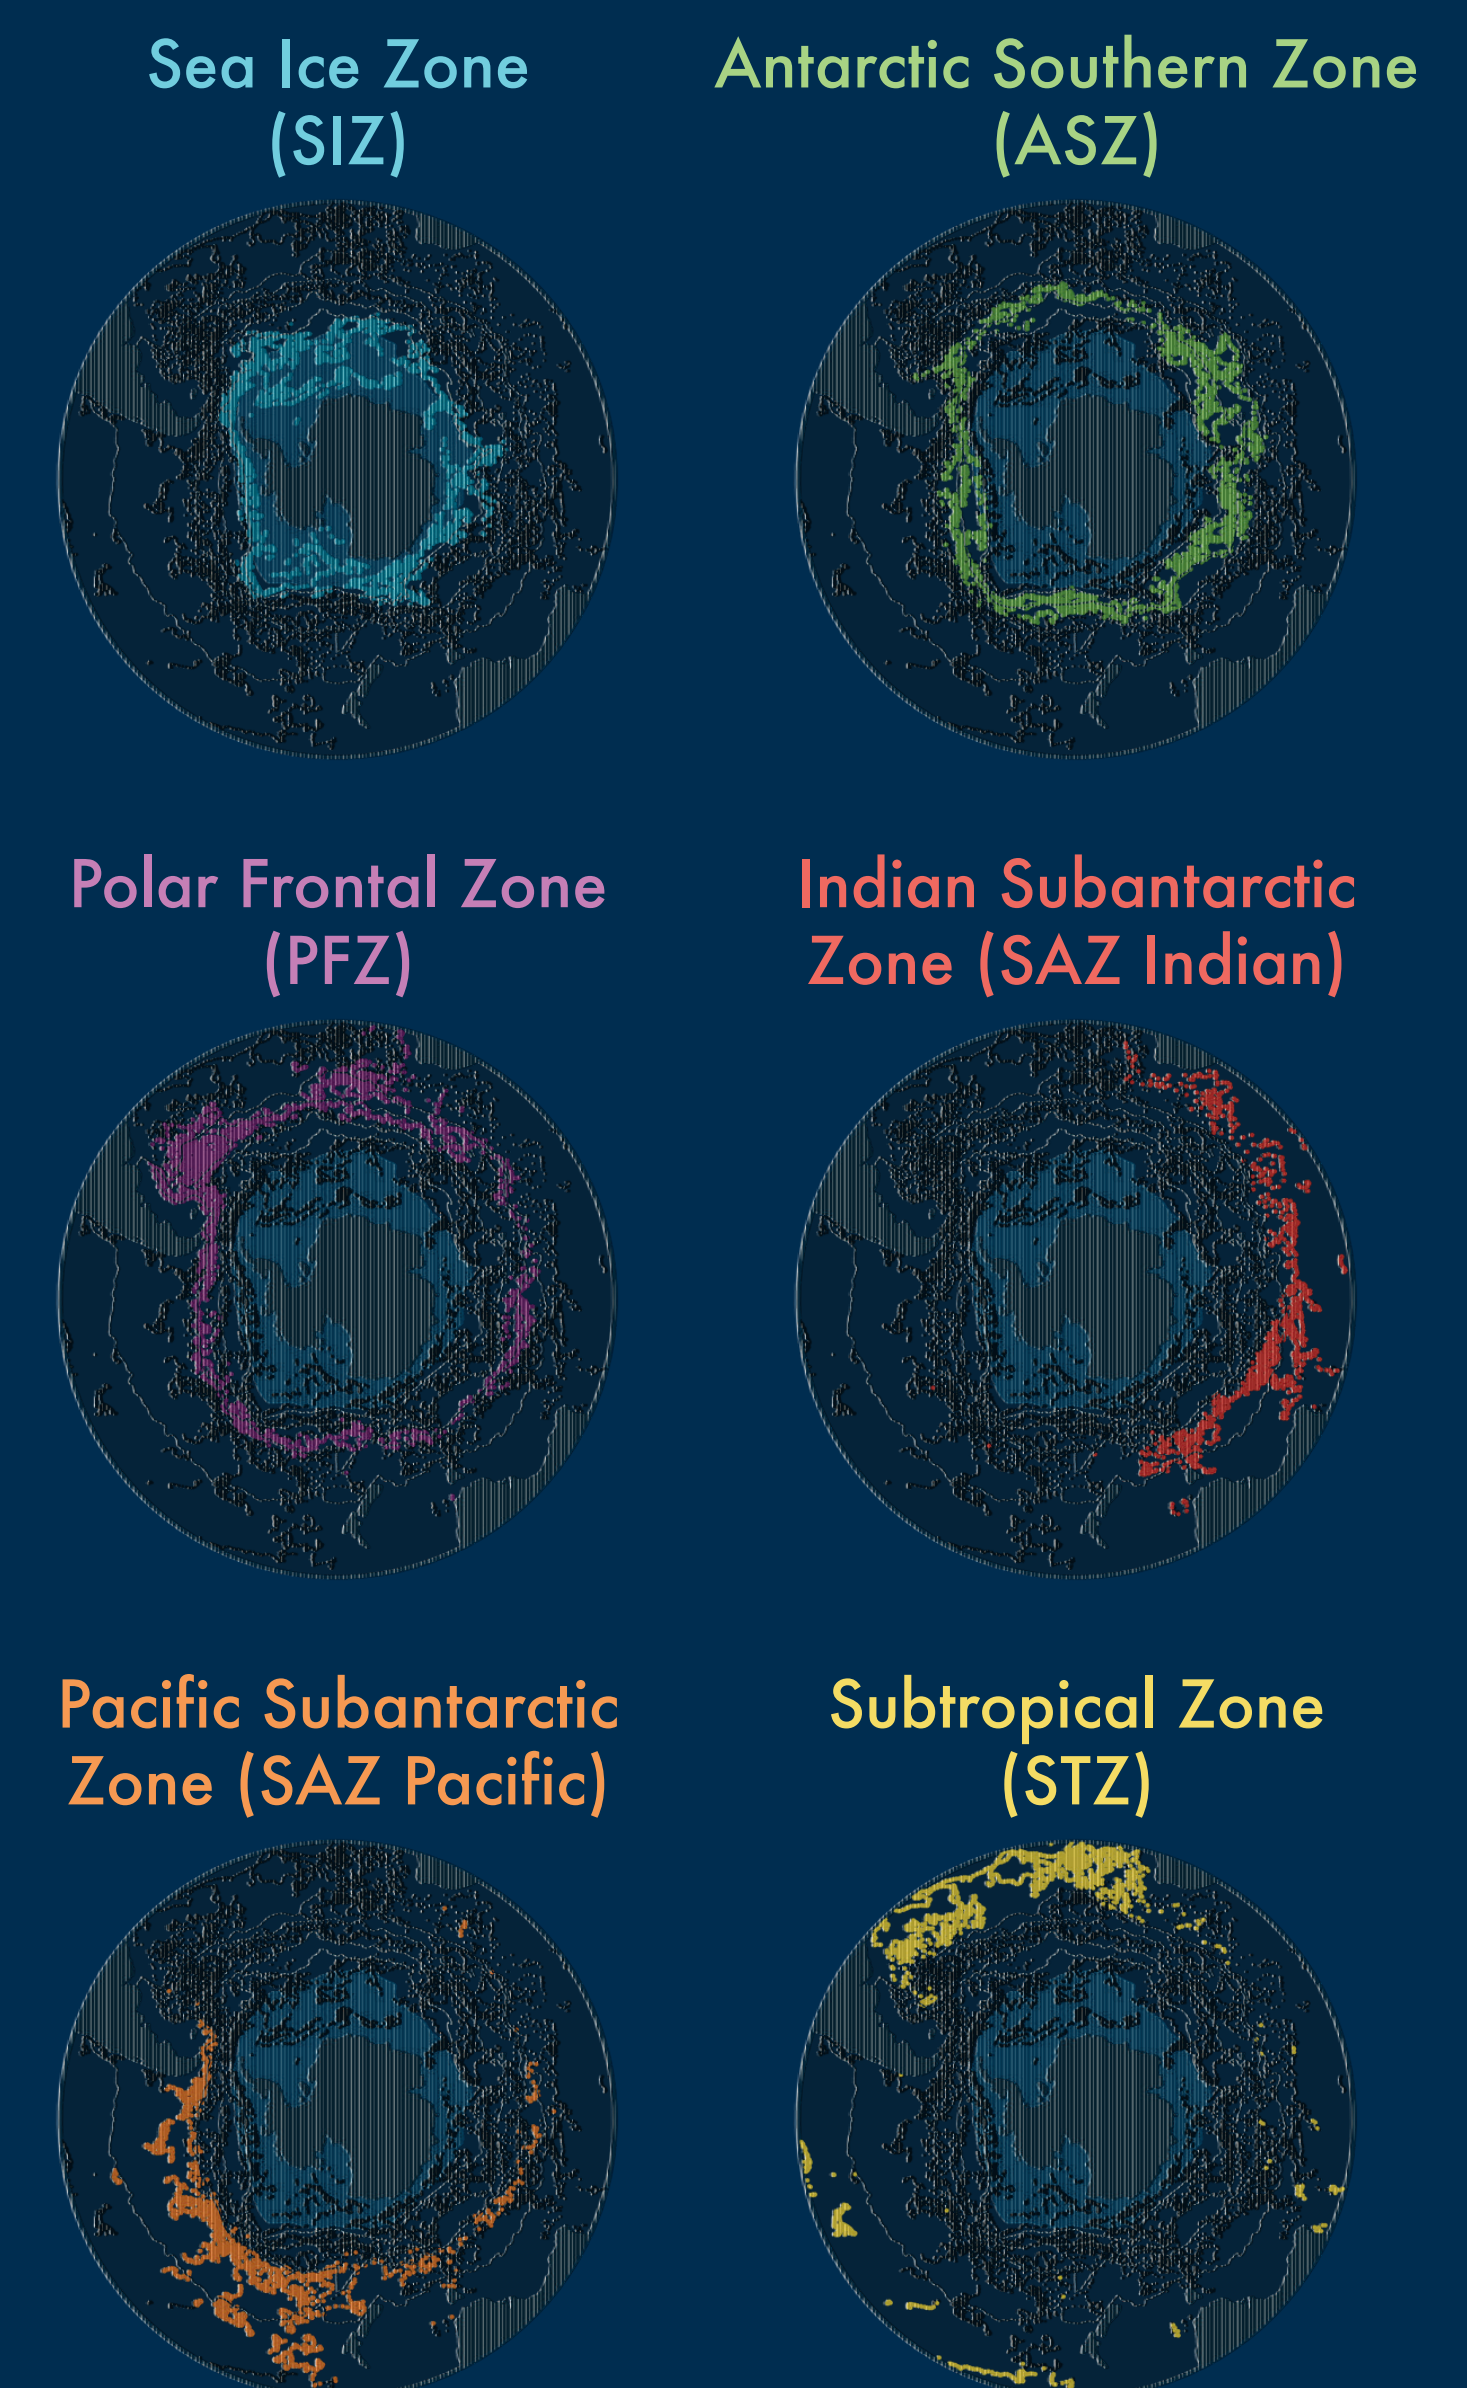 Sea Ice Zone
(SIZ)
Antarctic Southern Zone
(ASZ)
Polar Frontal Zone
(PFZ)
Indian Subantarctic
Zone (SAZ Indian)
Pacific Subantarctic
Zone (SAZ Pacific)
Subtropical Zone
(STZ)